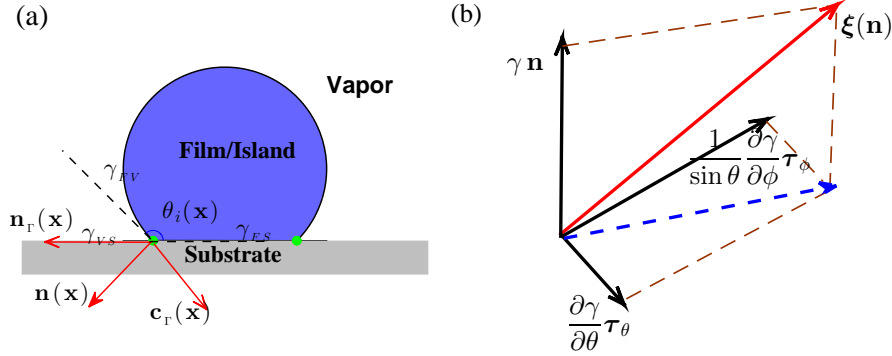 (a)
Vapor
Film/Island
γ_FV
θ_i(x)
n_Γ(x)
γ_VS
γ_FS
Substrate
n(x)
c_Γ(x)
(b)
ξ(n)
γ n
1/sin θ ∂γ/∂ϕ τ_ϕ
∂γ/∂θ τ_θ